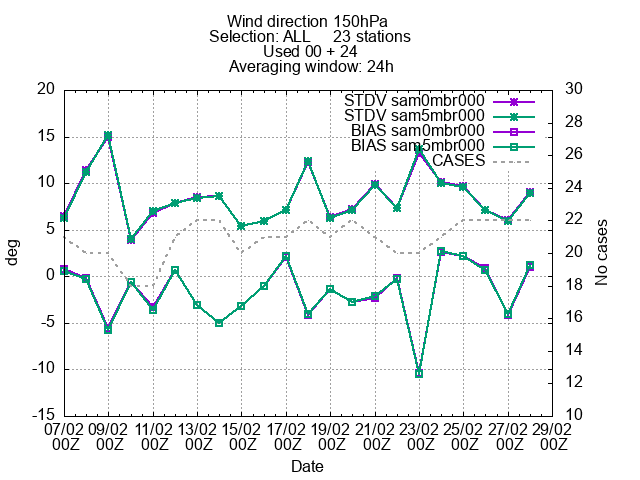 Wind direction 150hPa
Selection: ALL 23 stations
Used 00 + 24
Averaging window: 24h
20
15
10
5
0
-5
-10
-15
deg
STDV sam0mbr000
STDV sam5mbr000
BIAS sam0mbr000
BIAS sam5mbr000
CASES
30
28
26
24
22
20
18
16
14
12
10
No cases
07/02 09/02 11/02 13/02 15/02 17/02 19/02 21/02 23/02 25/02 27/02 29/02
00Z 00Z 00Z 00Z 00Z 00Z 00Z 00Z 00Z 00Z 00Z 00Z
Date